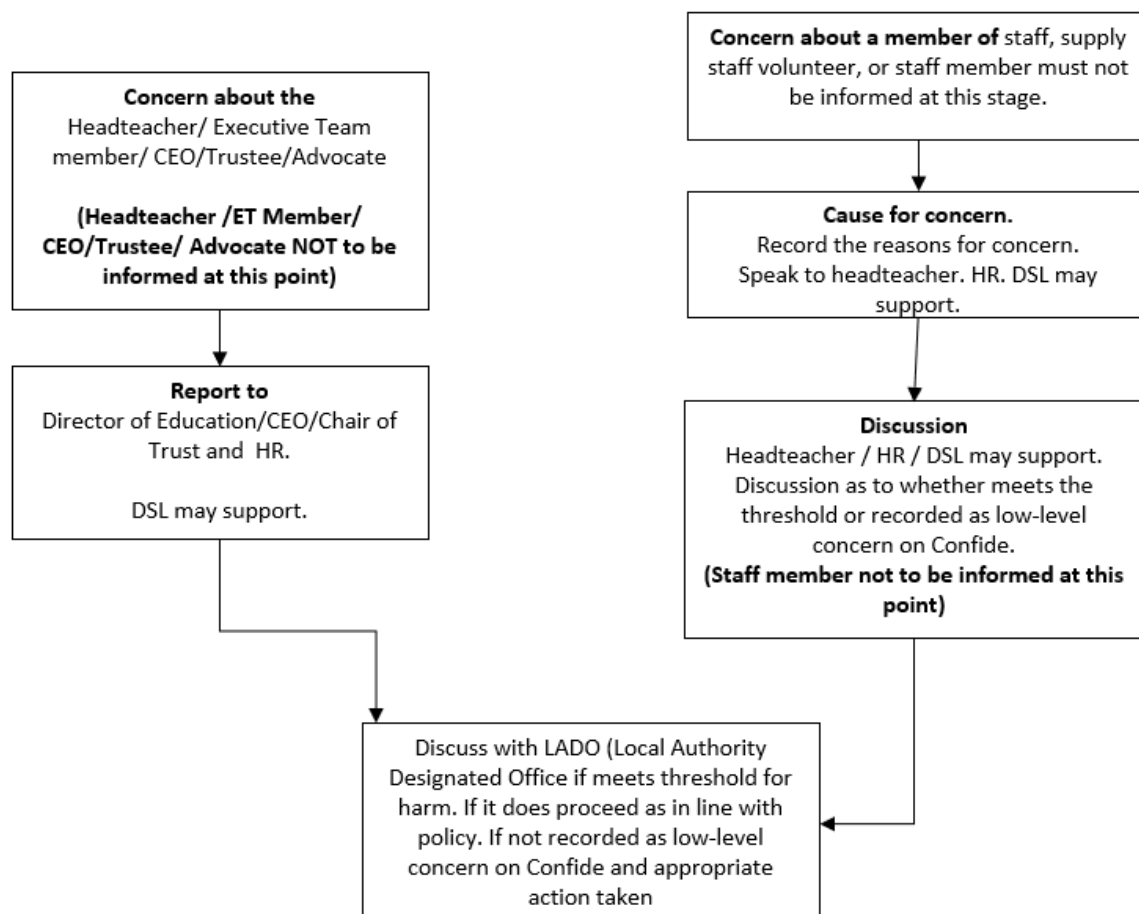 Concern about the
Headteacher/ Executive Team
member/ CEO/Trustee/Advocate
(Headteacher /ET Member/
CEO/Trustee/ Advocate NOT to be
informed at this point)
Report to
Director of Education/CEO/Chair of
Trust and HR.
DSL may support.
Concern about a member of staff, supply
staff volunteer, or staff member must not
be informed at this stage.
Cause for concern.
Record the reasons for concern.
Speak to headteacher. HR. DSL may
support.
Discussion
Headteacher / HR / DSL may support.
Discussion as to whether meets the
threshold or recorded as low-level
concern on Confide.
(Staff member not to be informed at this
point)
Discuss with LADO (Local Authority
Designated Office if meets threshold for
harm. If it does proceed as in line with
policy. If not recorded as low-level
concern on Confide and appropriate
action taken